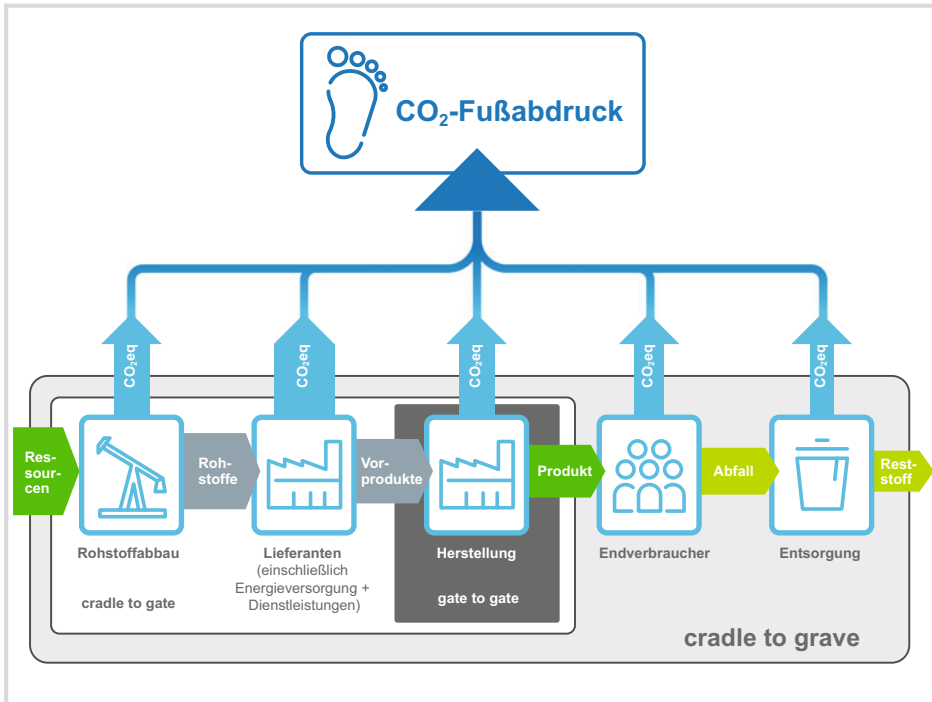 CO₂-Fußabdruck
CO₂eq
CO₂eq
CO₂eq
CO₂eq
CO₂eq
Res-
sour-
cen
Roh-
stoffe
Vor-
produkte
Produkt
Abfall
Rest-
stoff
Rohstoffabbau
Lieferanten
(einschließlich
Energieversorgung +
Dienstleistungen)
Herstellung
Endverbraucher
Entsorgung
cradle to gate
gate to gate
cradle to grave